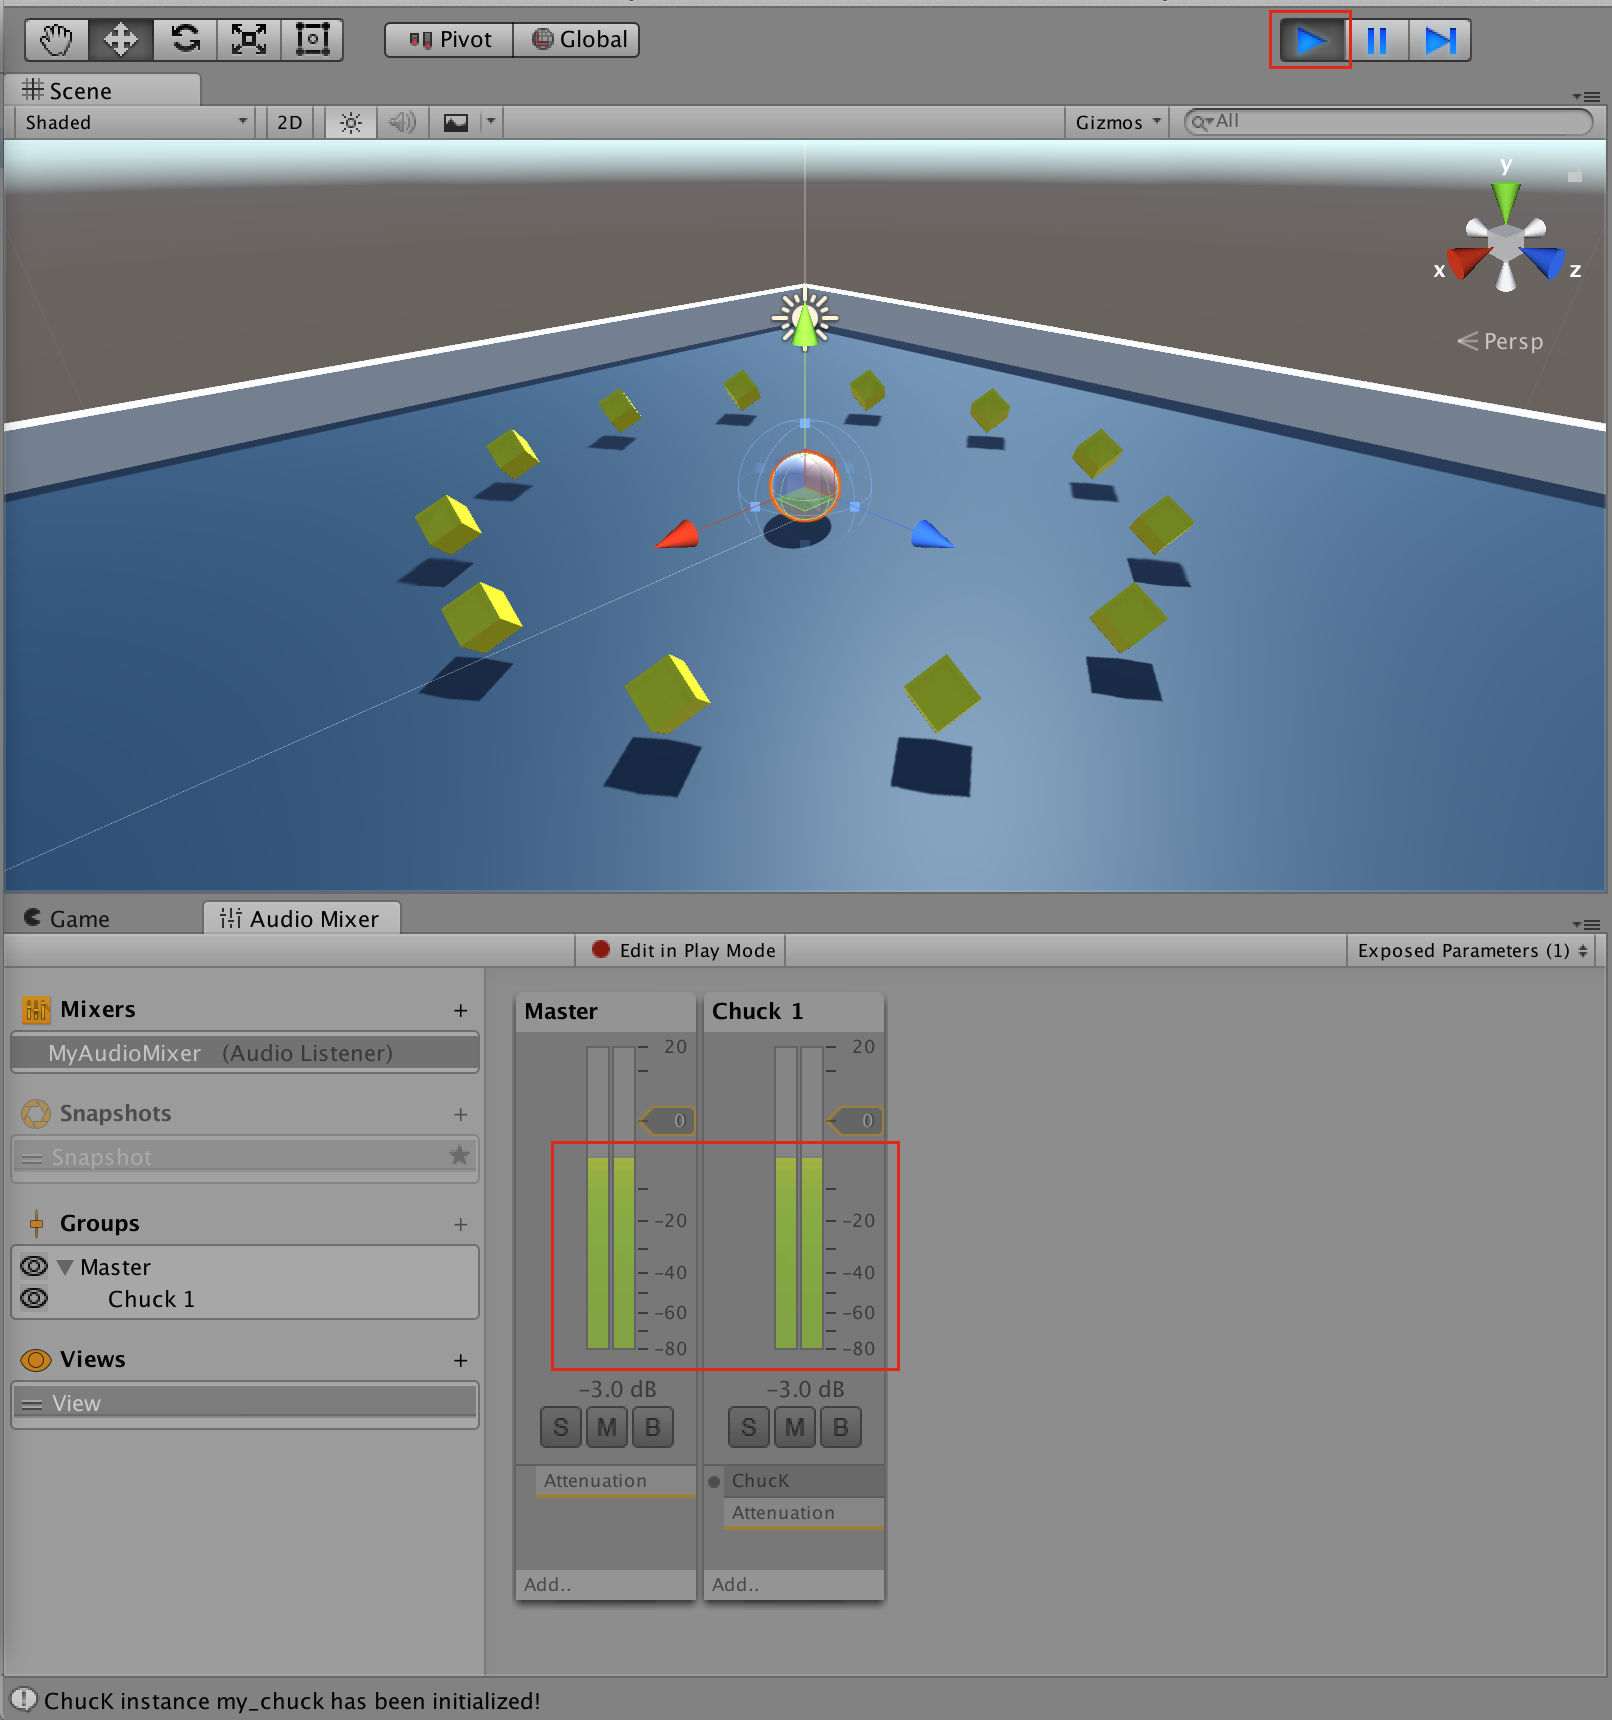 Pivot Global
Scene
Shaded 2D Gizmos All
y
x z
Persp
Game Audio Mixer
Edit in Play Mode Exposed Parameters (1)
Mixers +
MyAudioMixer (Audio Listener)
Snapshots +
Snapshot
Groups +
Master
Chuck 1
Views +
View
Master
20
0
-20
-40
-60
-80
-3.0 dB
S M B
Attenuation
Add..
Chuck 1
20
0
-20
-40
-60
-80
-3.0 dB
S M B
ChucK
Attenuation
Add..
ChucK instance my_chuck has been initialized!